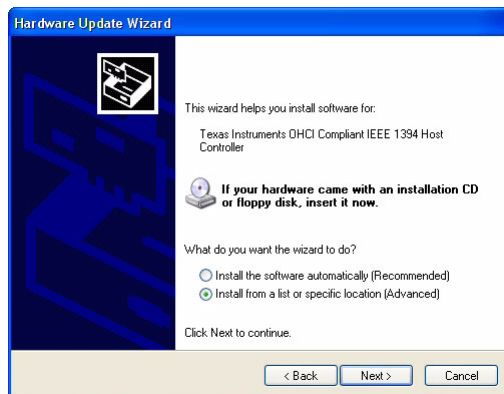 Hardware Update Wizard
This wizard helps you install software for:
Texas Instruments OHCI Compliant IEEE 1394 Host
Controller
If your hardware came with an installation CD
or floppy disk, insert it now.
What do you want the wizard to do?
Install the software automatically (Recommended)
Install from a list or specific location (Advanced)
Click Next to continue.
< Back Next > Cancel